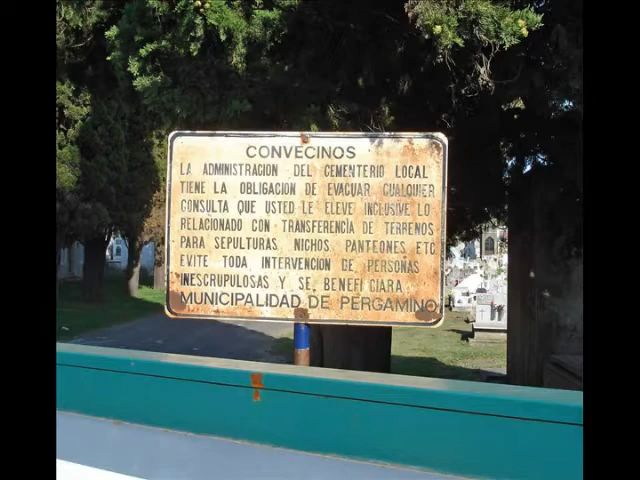 CONVECINOS
LA ADMINISTRACION DEL CEMENTERIO LOCAL
TIENE LA OBLIGACION DE EVACUAR CUALQUIER
CONSULTA QUE USTED LE ELEVE INCLUSIVE LO
RELACIONADO CON TRANSFERENCIA DE TERRENOS
PARA SEPULTURAS, NICHOS, PANTEONES ETC
EVITE TODA INTERVENCION DE PERSONAS
INESCRUPULOSAS Y SE BENEFICIARA
MUNICIPALIDAD DE PERGAMINO